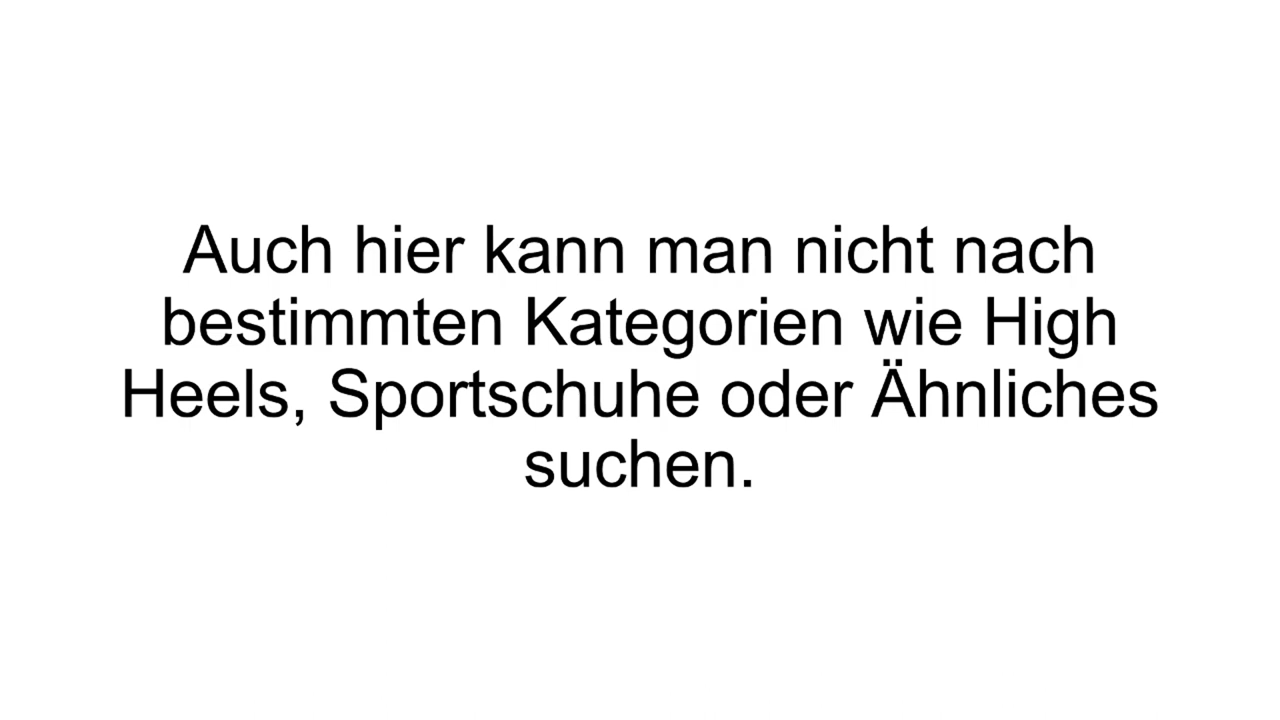 Auch hier kann man nicht nach
bestimmten Kategorien wie High
Heels, Sportschuhe oder Ähnliches
suchen.